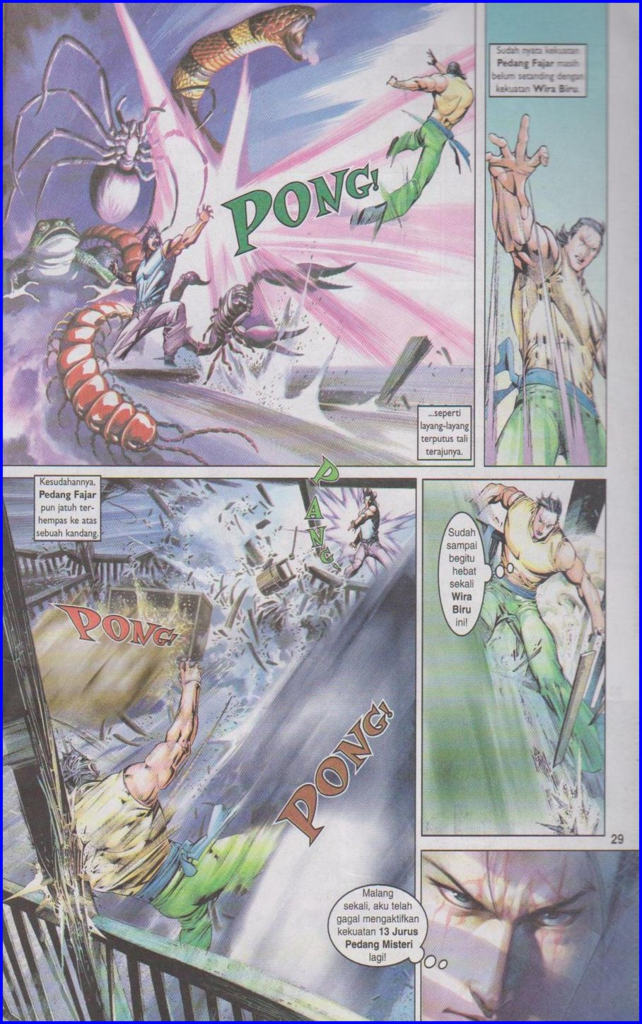 PONG!
...seperti
layang-layang
terputus tali
terajunya.
Sudah nyata kekuatan
Pedang Fajar masih
belum setanding dengan
kekuatan Wira Biru.
Kesudahannya,
Pedang Fajar
pun jatuh ter-
hempas ke atas
sebuah kandang.
PANG!
PONG!
PONG!
Sudah
sampai
begitu
hebat
sekali
Wira
Biru
ini!
29
Malang
sekali, aku telah
gagal mengaktifkan
kekuatan 13 Jurus
Pedang Misteri
lagi!